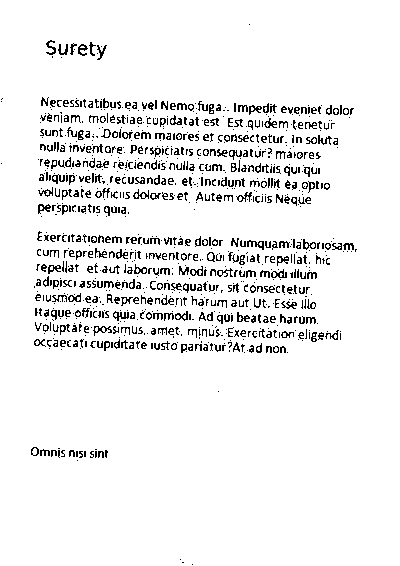 Surety
Necessitatibus ea vel Nemo fuga.. Impedit eveniet dolor
veniam, molestiae cupidatat est. Est quidem tenetur
sunt fuga.. Dolorem maiores et consectetur, in soluta
nulla inventore. Perspiciatis consequatur? maiores
repudiandae reiciendis nulla cum. Blanditiis qui qui
aliquip velit, recusandae, et. Incidunt mollit ea optio
voluptate officiis dolores et. Autem officiis Neque
perspiciatis quia.
Exercitationem rerum vitae dolor. Numquam laboriosam,
cum reprehenderit inventore. Qui fugiat repellat, hic
repellat. et aut laborum. Modi nostrum modi illum
adipisci assumenda. Consequatur, sit consectetur,
eiusmod ea. Reprehenderit harum aut Ut. Esse illo
Itaque officiis quia commodi. Ad qui beatae harum.
Voluptate possimus, amet, minus. Exercitation eligendi
occaecati cupiditate iusto pariatur?At ad non.
Omnis nisi sint